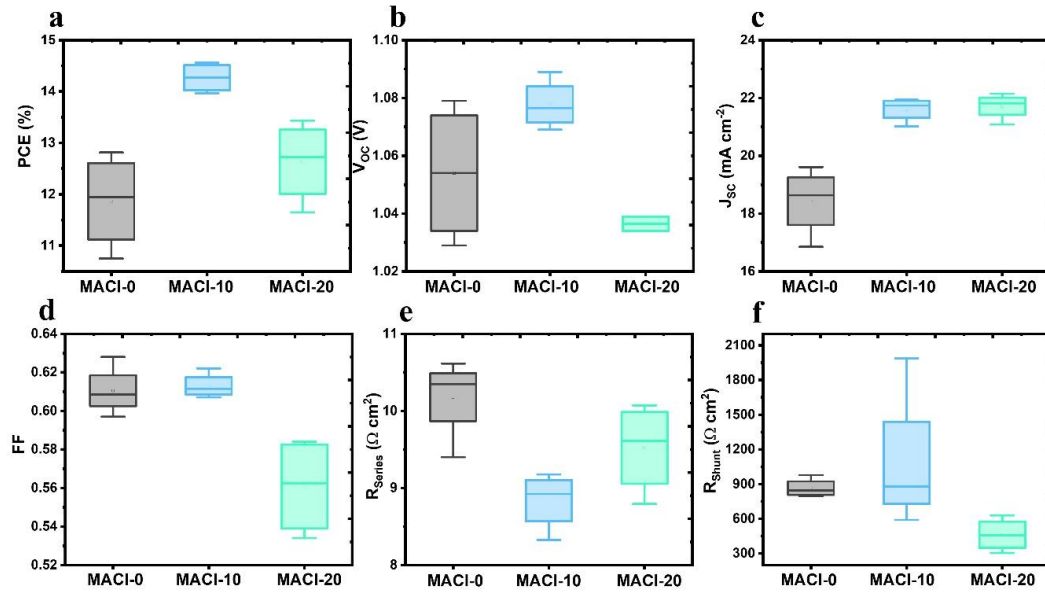 a
PCE (%)
15
14
13
12
11
MACl-0 MACl-10 MACl-20
b
V_OC (V)
1.10
1.08
1.06
1.04
1.02
MACl-0 MACl-10 MACl-20
c
J_SC (mA cm⁻²)
24
22
20
18
16
MACl-0 MACl-10 MACl-20
d
FF
0.64
0.62
0.60
0.58
0.56
0.54
0.52
MACl-0 MACl-10 MACl-20
e
R_Series (Ω cm²)
11
10
9
8
MACl-0 MACl-10 MACl-20
f
R_Shunt (Ω cm²)
2100
1800
1500
1200
900
600
300
MACl-0 MACl-10 MACl-20